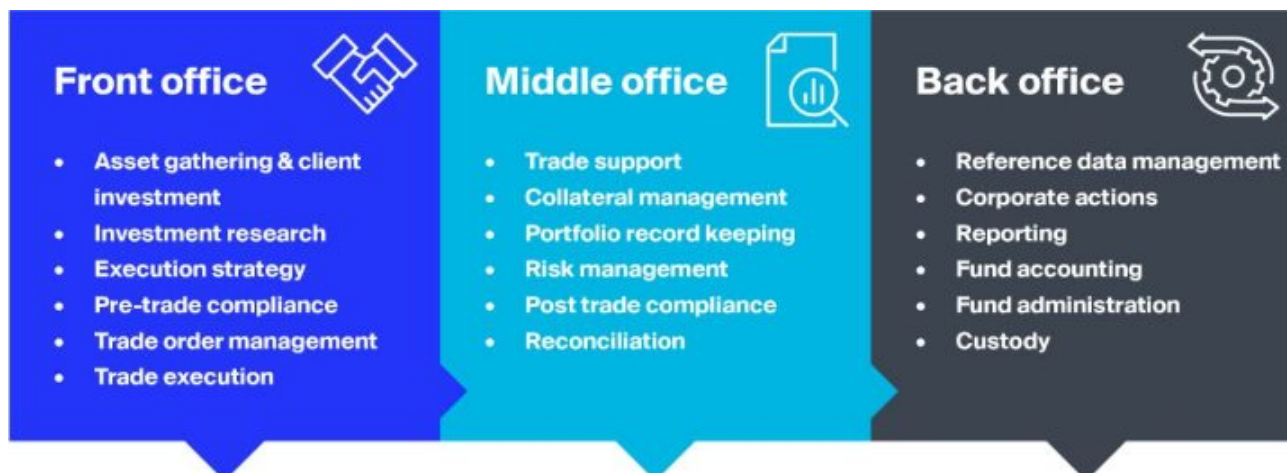 Front office
• Asset gathering & client
investment
• Investment research
• Execution strategy
• Pre-trade compliance
• Trade order management
• Trade execution
Middle office
• Trade support
• Collateral management
• Portfolio record keeping
• Risk management
• Post trade compliance
• Reconciliation
Back office
• Reference data management
• Corporate actions
• Reporting
• Fund accounting
• Fund administration
• Custody